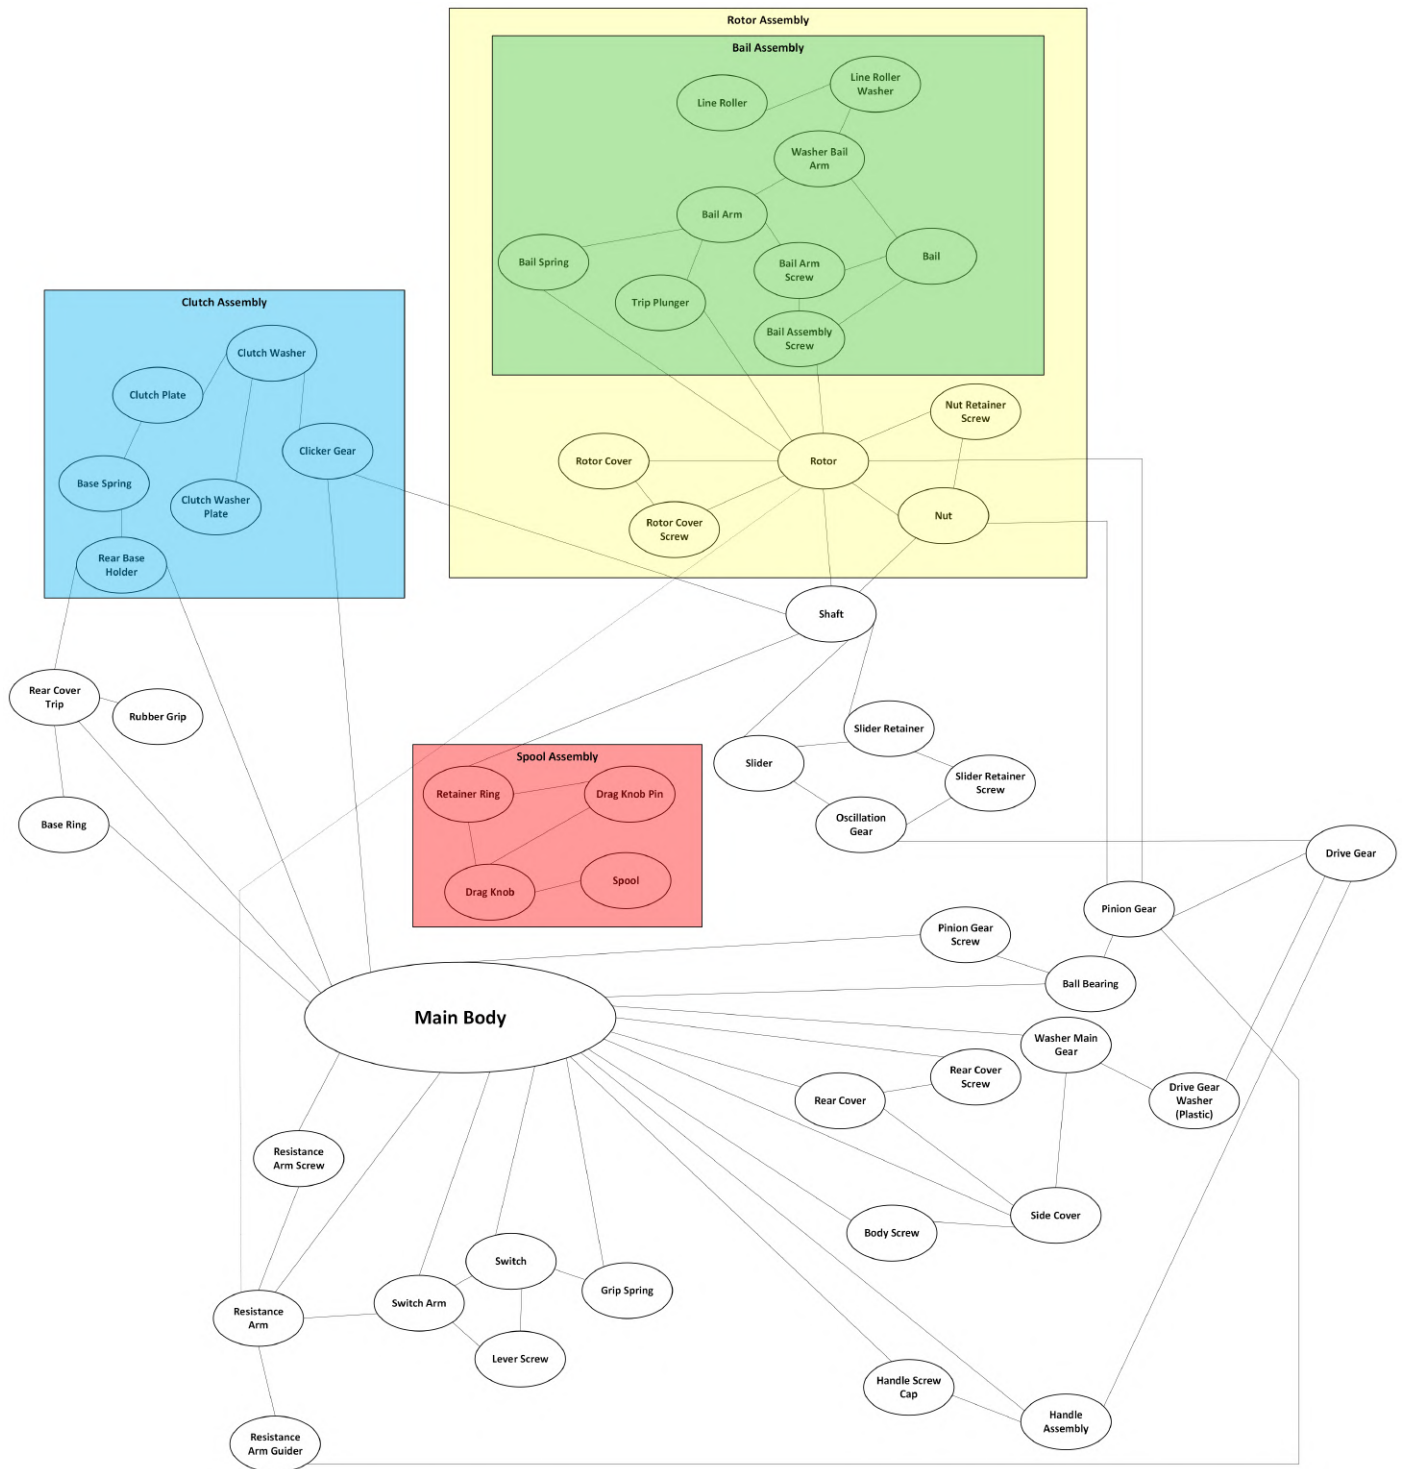 Rotor Assembly
Bail Assembly
Line Roller
Line Roller
Washer
Washer Bail
Arm
Bail Arm
Bail Spring
Bail Arm
Screw
Bail
Trip Plunger
Bail Assembly
Screw
Clutch Assembly
Clutch Washer
Clutch Plate
Clicker Gear
Base Spring
Clutch Washer
Plate
Rear Base
Holder
Nut Retainer
Screw
Rotor Cover
Rotor
Rotor Cover
Screw
Nut
Shaft
Rear Cover
Trip
Rubber Grip
Base Ring
Slider Retainer
Slider
Slider Retainer
Screw
Oscillation
Gear
Spool Assembly
Retainer Ring
Drag Knob Pin
Drag Knob
Spool
Drive Gear
Pinion Gear
Pinion Gear
Screw
Ball Bearing
Main Body
Washer Main
Gear
Rear Cover
Screw
Rear Cover
Drive Gear
Washer
(Plastic)
Resistance
Arm Screw
Side Cover
Body Screw
Switch
Grip Spring
Switch Arm
Resistance
Arm
Lever Screw
Handle Screw
Cap
Handle
Assembly
Resistance
Arm Guider